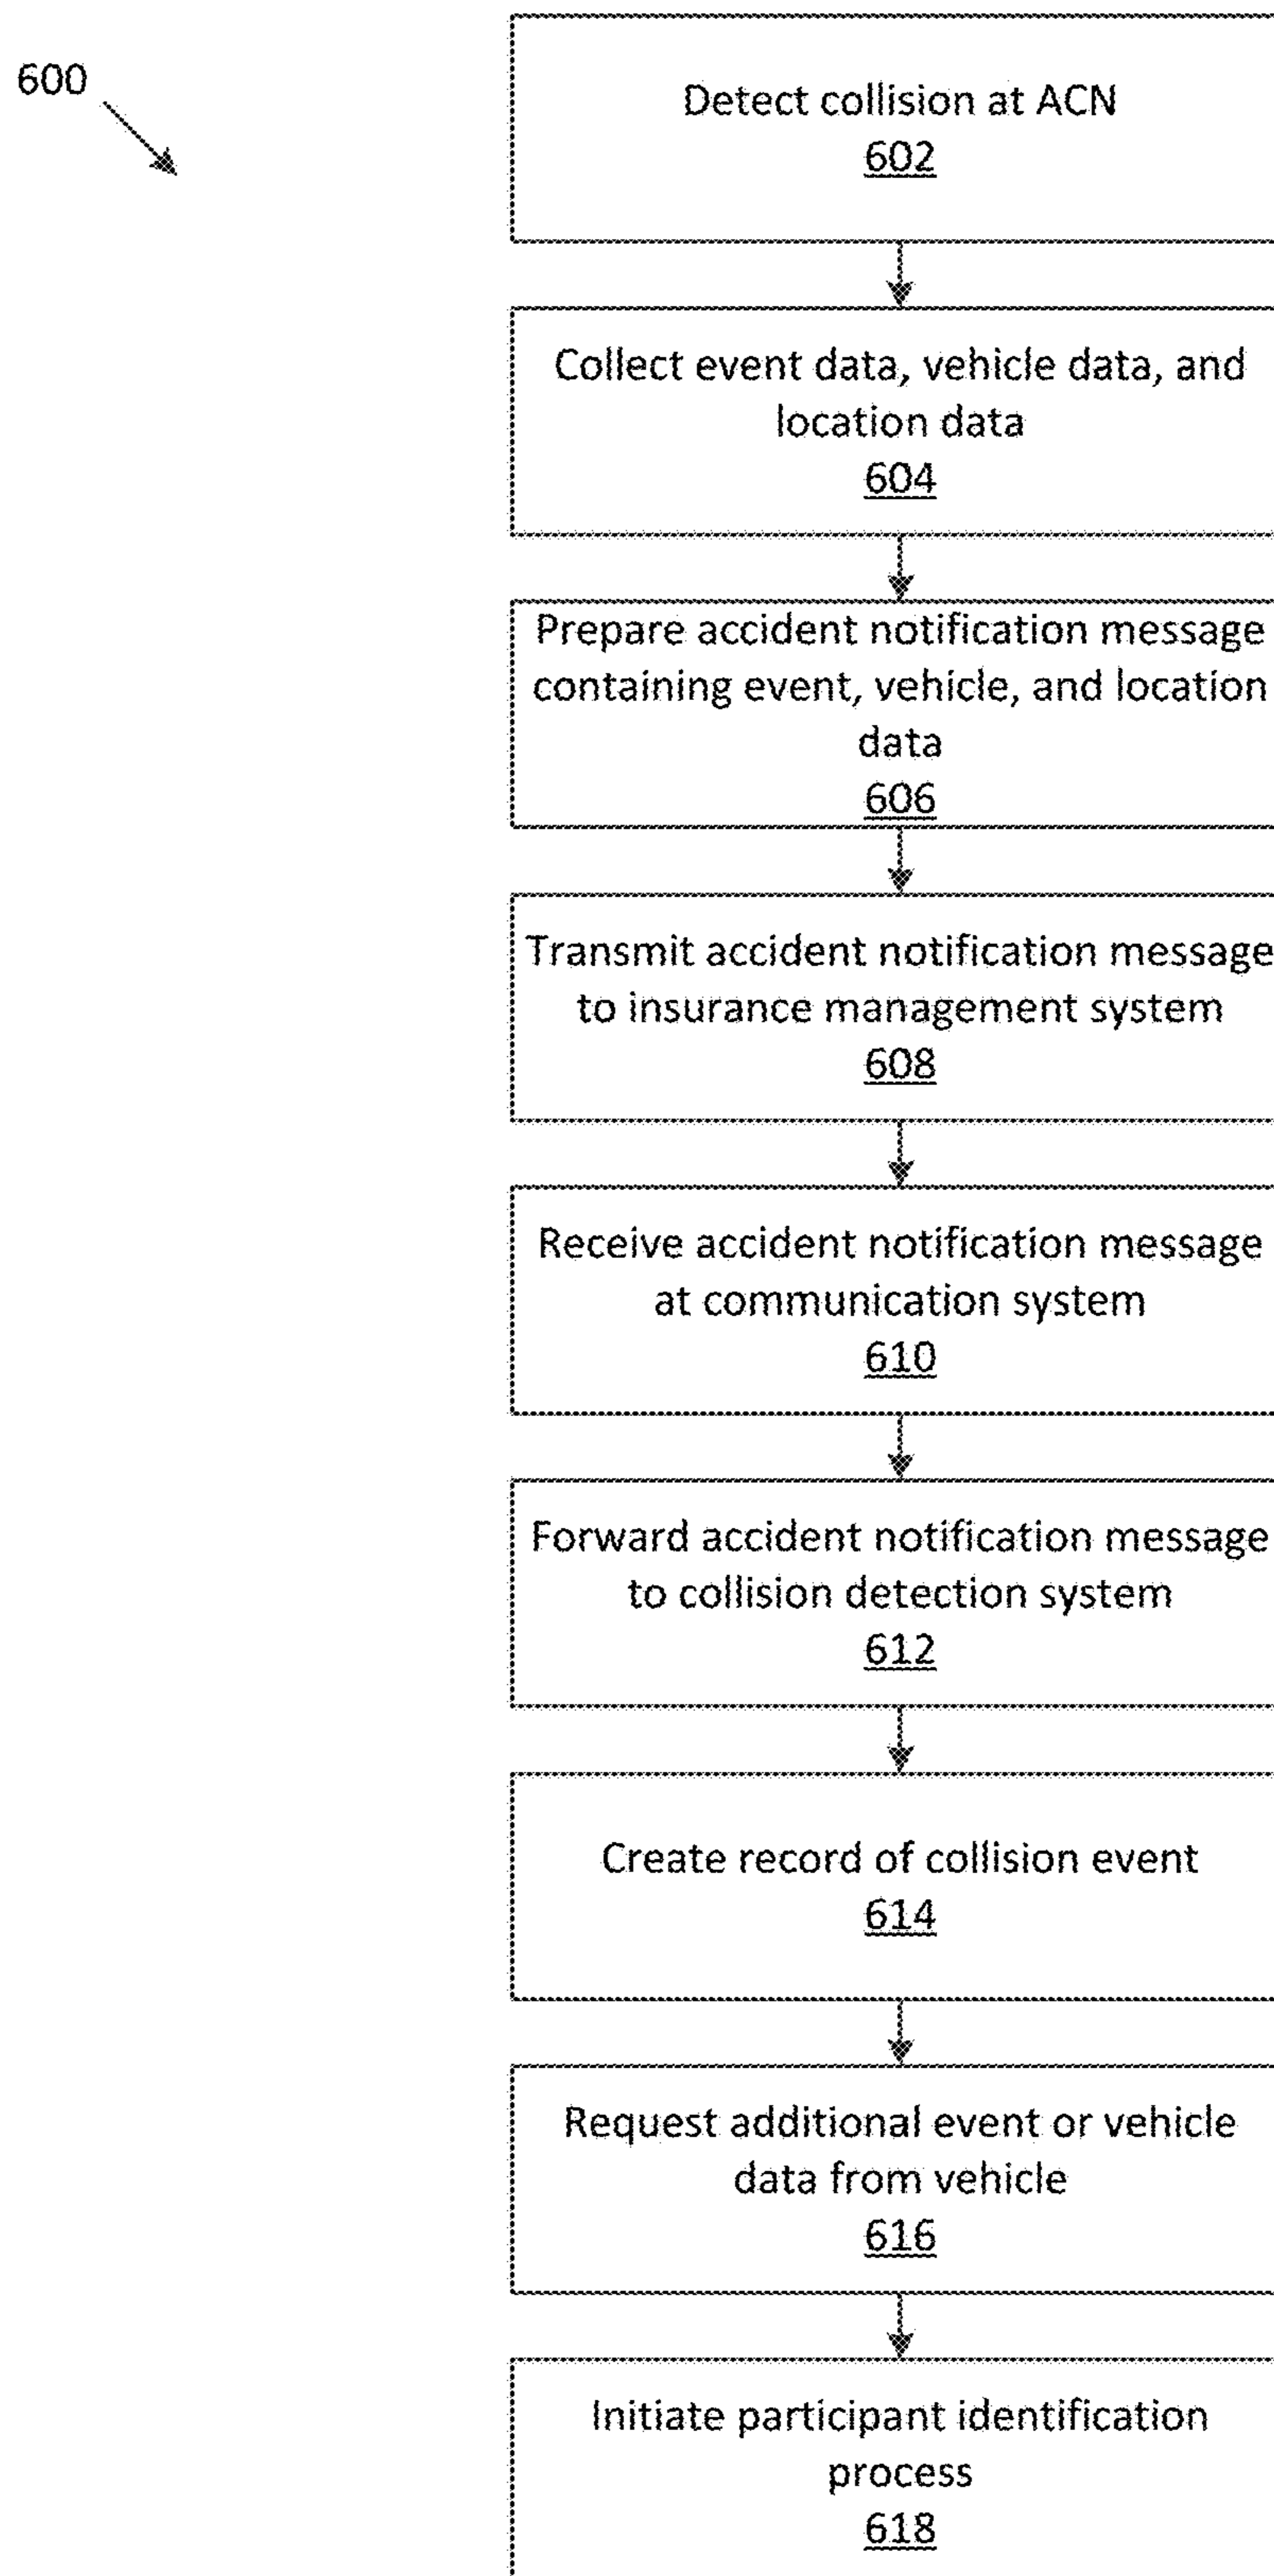 600
Detect collision at ACN
602
Collect event data, vehicle data, and
location data
604
Prepare accident notification message
containing event, vehicle, and location
data
606
Transmit accident notification message
to insurance management system
608
Receive accident notification message
at communication system
610
Forward accident notification message
to collision detection system
612
Create record of collision event
614
Request additional event or vehicle
data from vehicle
616
Initiate participant identification
process
618